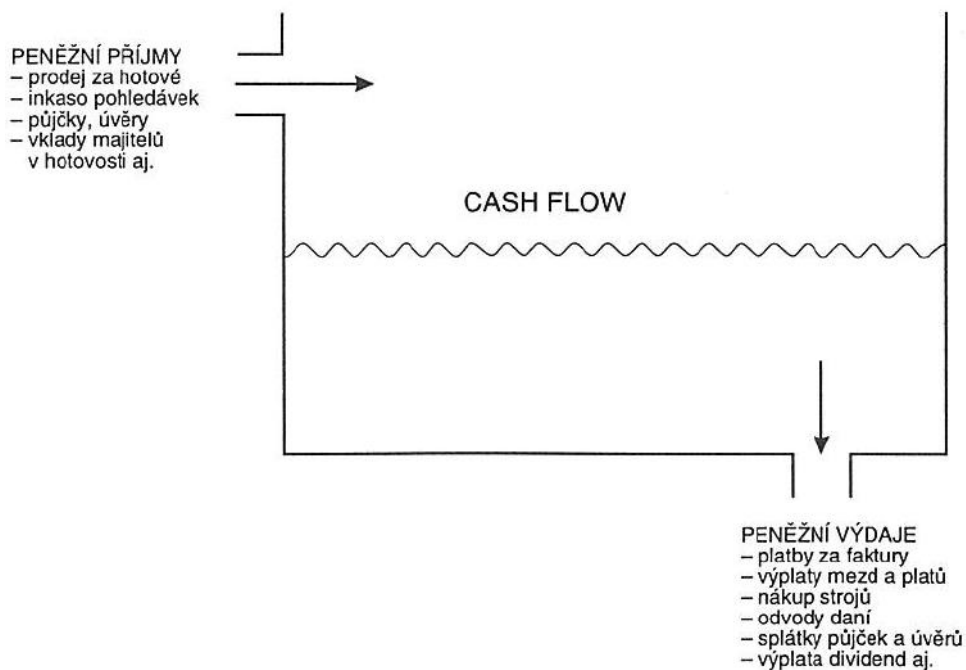 PENĚŽNÍ PŘÍJMY
– prodej za hotové
– inkaso pohledávek
– půjčky, úvěry
– vklady majitelů
v hotovosti aj.
CASH FLOW
PENĚŽNÍ VÝDAJE
– platby za faktury
– výplaty mezd a platů
– nákup strojů
– odvody daní
– splátky půjček a úvěrů
– výplata dividend aj.